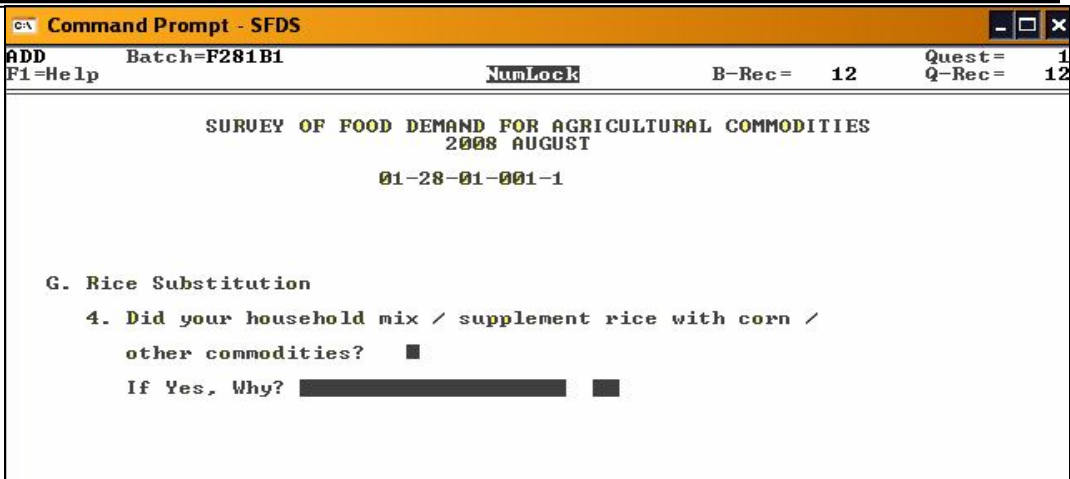 Command Prompt - SFDS
ADD Batch=F281B1 Quest= 1
F1=Help NumLock B-Rec= 12 Q-Rec= 12
SURVEY OF FOOD DEMAND FOR AGRICULTURAL COMMODITIES
2008 AUGUST
01-28-01-001-1
G. Rice Substitution
4. Did your household mix / supplement rice with corn /
other commodities?
If Yes, Why?